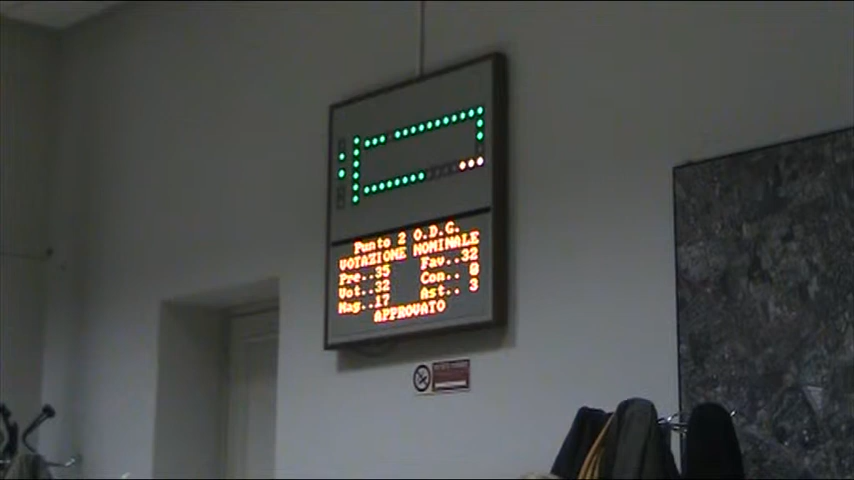 Punto 2 O.D.G.
VOTAZIONE NOMINALE
Pre..35 Fav..32
Vot..32 Con.. 0
Mag..17 Ast.. 3
APPROVATO